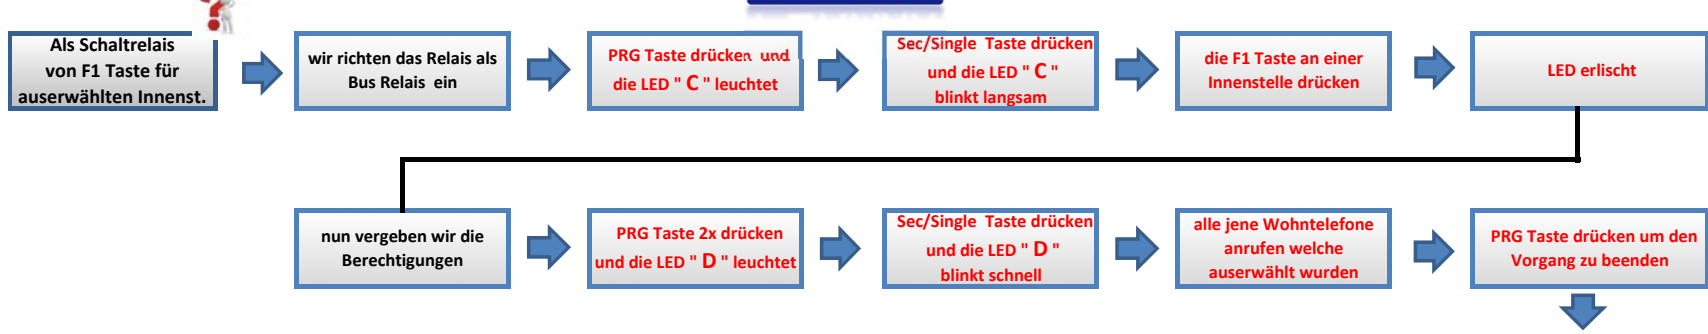 Als Schaltrelais
von F1 Taste für
auserwählten Innenst.
wir richten das Relais als
Bus Relais ein
PRG Taste drücken und
die LED " C " leuchtet
Sec/Single Taste drücken
und die LED " C "
blinkt langsam
die F1 Taste an einer
Innenstelle drücken
LED erlischt
nun vergeben wir die
Berechtigungen
PRG Taste 2x drücken
und die LED " D " leuchtet
Sec/Single Taste drücken
und die LED " D "
blinkt schnell
alle jene Wohntelefone
anrufen welche
auserwählt wurden
PRG Taste drücken um den
Vorgang zu beenden